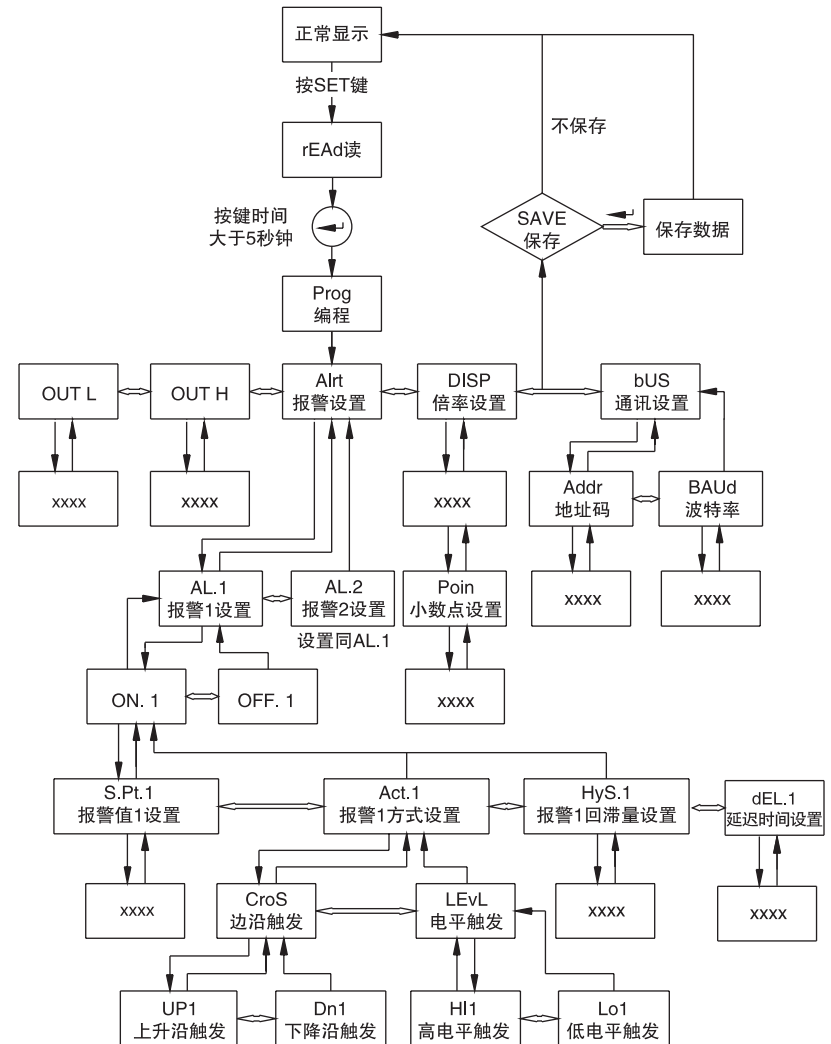 正常显示
按SET键
不保存
rEAd读
按键时间
大于5秒钟
SAVE
保存
保存数据
Prog
编程
OUT L
OUT H
Alrt
报警设置
DISP
倍率设置
bUS
通讯设置
xxxx
xxxx
xxxx
Addr
地址码
BAUd
波特率
AL.1
报警1设置
AL.2
报警2设置
设置同AL.1
Poin
小数点设置
xxxx
xxxx
ON. 1
OFF. 1
xxxx
S.Pt.1
报警值1设置
Act.1
报警1方式设置
HyS.1
报警1回滞量设置
dEL.1
延迟时间设置
xxxx
CroS
边沿触发
LEvL
电平触发
xxxx
xxxx
UP1
上升沿触发
Dn1
下降沿触发
HI1
高电平触发
Lo1
低电平触发